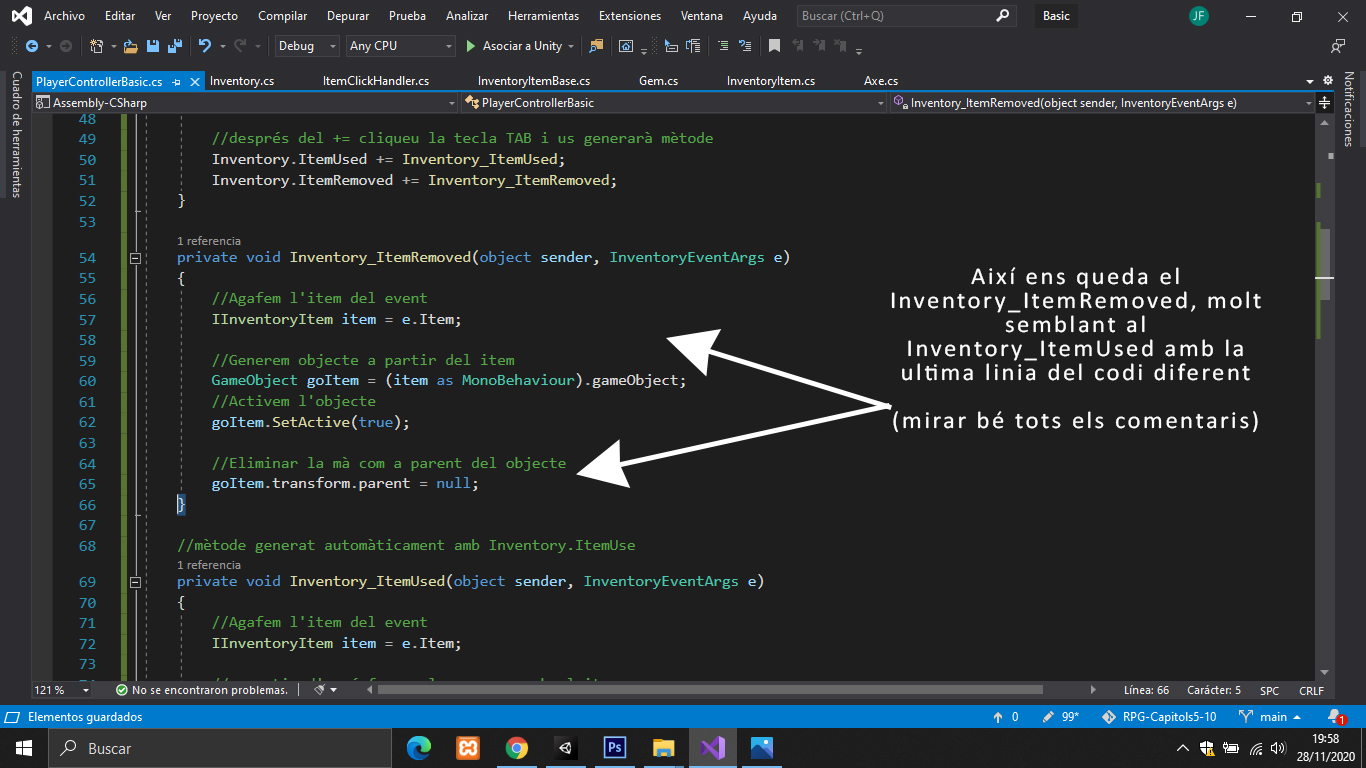 Archivo Editar Ver Proyecto Compilar Depurar Prueba Analizar Herramientas Extensiones Ventana Ayuda Buscar (Ctrl+Q) Basic JF
Debug Any CPU Asociar a Unity
PlayerControllerBasic.cs Inventory.cs ItemClickHandler.cs InventoryItemBase.cs Gem.cs InventoryItem.cs Axe.cs
Assembly-CSharp PlayerControllerBasic Inventory_ItemRemoved(object sender, InventoryEventArgs e)
Cuadro de herramientas
Notificaciones
48
49 //després del += cliqueu la tecla TAB i us generarà mètode
50 Inventory.ItemUsed += Inventory_ItemUsed;
51 Inventory.ItemRemoved += Inventory_ItemRemoved;
52 }
53
1 referencia
54 private void Inventory_ItemRemoved(object sender, InventoryEventArgs e)
55 {
56 //Agafem l'item del event
57 IInventoryItem item = e.Item;
58
59 //Generem objecte a partir del item
60 GameObject goItem = (item as MonoBehaviour).gameObject;
61 //Activem l'objecte
62 goItem.SetActive(true);
63
64 //Eliminar la mà com a parent del objecte
65 goItem.transform.parent = null;
66 }
67
68 //mètode generat automàticament amb Inventory.ItemUse
1 referencia
69 private void Inventory_ItemUsed(object sender, InventoryEventArgs e)
70 {
71 //Agafem l'item del event
72 IInventoryItem item = e.Item;
73
Així ens queda el
Inventory_ItemRemoved, molt
semblant al
Inventory_ItemUsed amb la
ultima linia del codi diferent
(mirar bé tots els comentaris)
121 % No se encontraron problemas. Línea: 66 Carácter: 5 SPC CRLF
Elementos guardados 0 99* RPG-Capitols5-10 main 1
Buscar Ps 19:58
28/11/2020